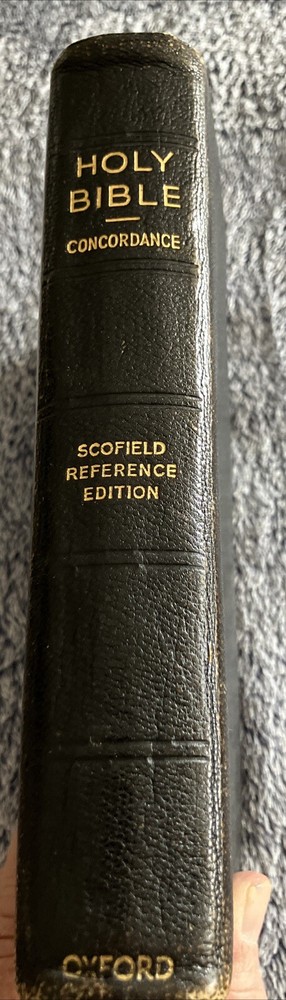 HOLY
BIBLE
CONCORDANCE
SCOFIELD
REFERENCE
EDITION
OXFORD